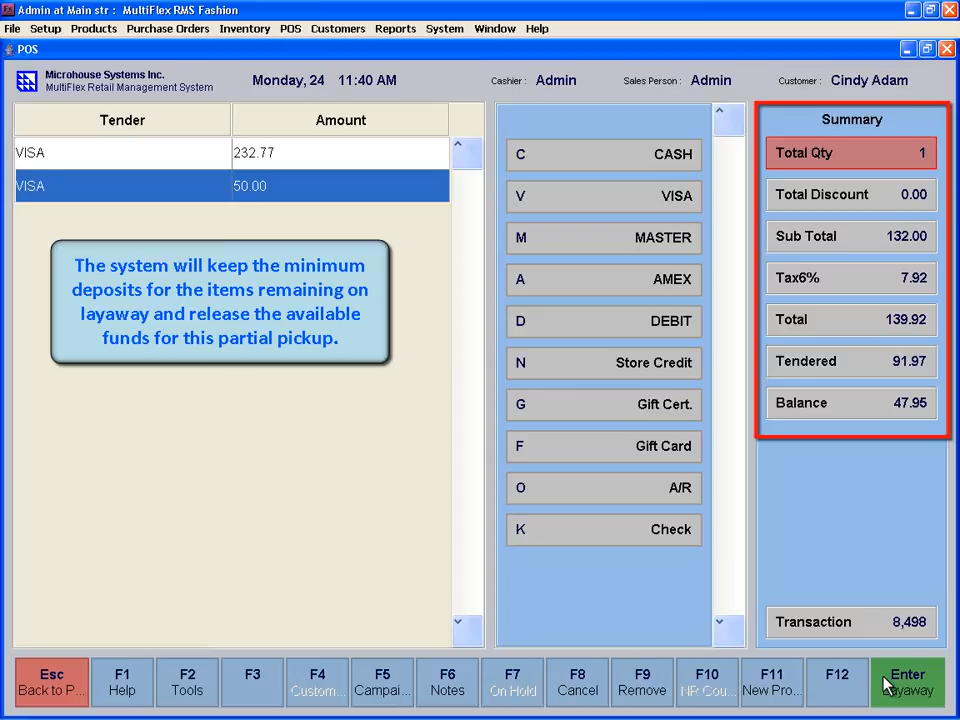 Admin at Main str : MultiFlex RMS Fashion
File Setup Products Purchase Orders Inventory POS Customers Reports System Window Help
POS
Microhouse Systems Inc.
MultiFlex Retail Management System
Monday, 24 11:40 AM
Cashier : Admin
Sales Person : Admin
Customer : Cindy Adam
Tender Amount
VISA 232.77
VISA 50.00
The system will keep the minimum
deposits for the items remaining on
layaway and release the available
funds for this partial pickup.
C CASH
V VISA
M MASTER
A AMEX
D DEBIT
N Store Credit
G Gift Cert.
F Gift Card
O A/R
K Check
Summary
Total Qty 1
Total Discount 0.00
Sub Total 132.00
Tax6% 7.92
Total 139.92
Tendered 91.97
Balance 47.95
Transaction 8,498
Esc
Back to P...
F1
Help
F2
Tools
F3
F4
Custom...
F5
Campai...
F6
Notes
F7
On Hold
F8
Cancel
F9
Remove
F10
NR Cou...
F11
New Pro...
F12
Enter
Layaway